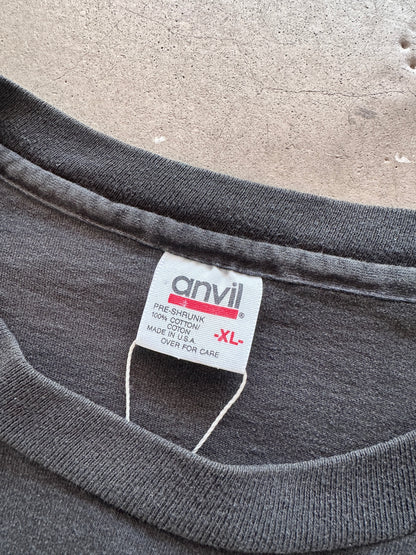 anvil®
PRE-SHRUNK
100% COTTON/
COTON
MADE IN U.S.A.
OVER FOR CARE
-XL-